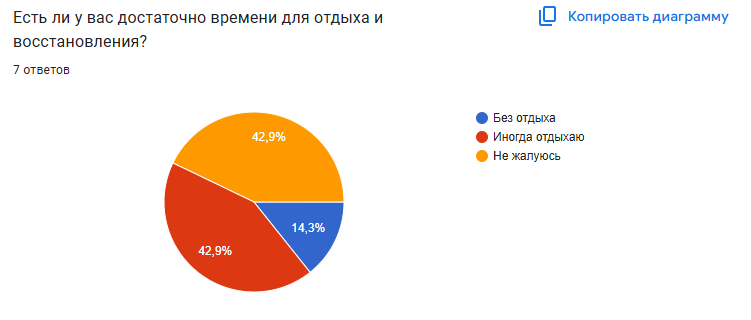 Есть ли у вас достаточно времени для отдыха и
восстановления?
Копировать диаграмму
7 ответов
42,9%
14,3%
42,9%
Без отдыха
Иногда отдыхаю
Не жалуюсь